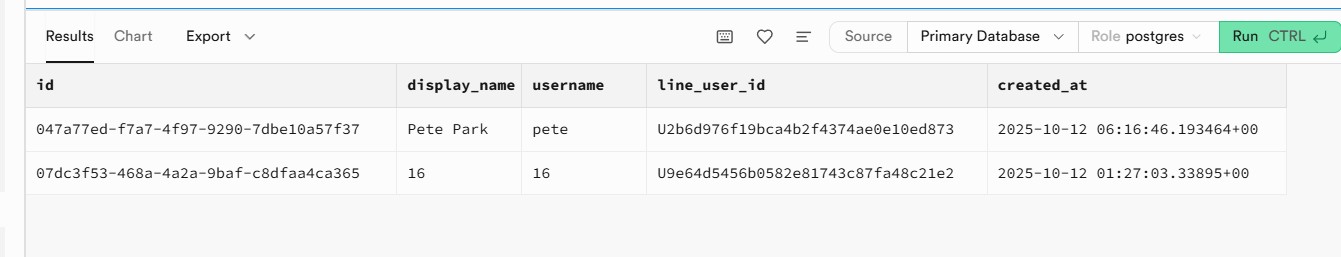 Results Chart Export Source Primary Database Role postgres Run CTRL
id display_name username line_user_id created_at
047a77ed-f7a7-4f97-9290-7dbe10a57f37 Pete Park pete U2b6d976f19bca4b2f4374ae0e10ed873 2025-10-12 06:16:46.193464+00
07dc3f53-468a-4a2a-9baf-c8dfaa4ca365 16 16 U9e64d5456b0582e81743c87fa48c21e2 2025-10-12 01:27:03.33895+00